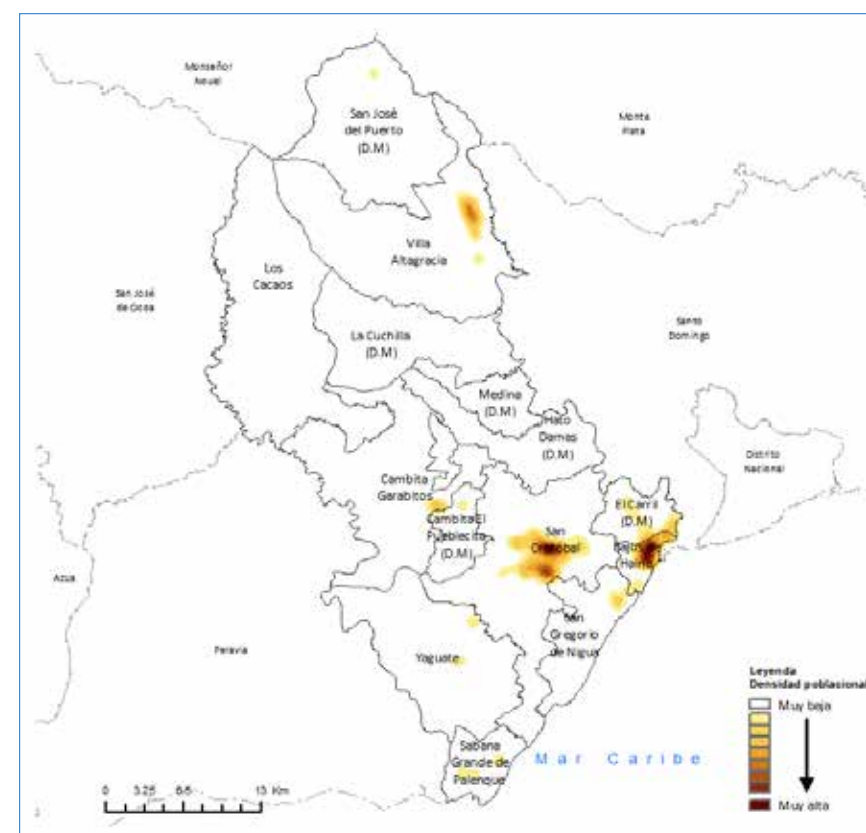 Monseñor
Nouel
San José
del Puerto
(D.M)
Monte
Plata
Villa
Altagracia
Los
Cacaos
San José
de Ocoa
La Cuchilla
(D.M)
Santo
Domingo
Medina
(D.M)
Hato
Damas
(D.M)
Distrito
Nacional
Cambita
Garabitos
El Carril
(D.M)
Cambita El
Pueblecito
(D.M)
San
Cristobal
Bajos de
Haina
Azua
San
Gregorio
de Nigua
Peravia
Yaguate
Leyenda
Densidad poblacional
Muy baja
Muy alta
Sabana
Grande de
Palenque
Mar Caribe
0 3.25 6.5 13 Km